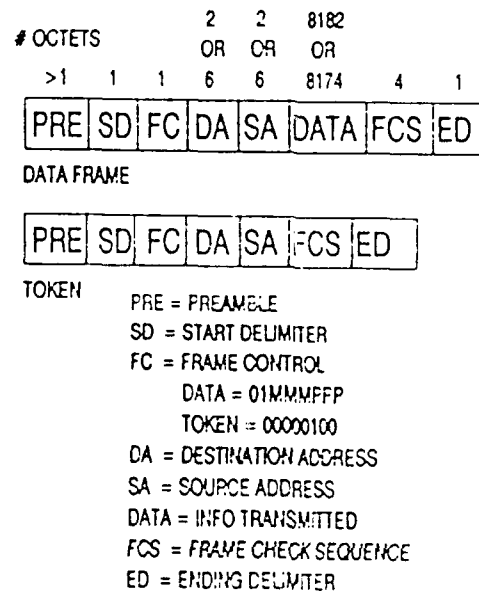 2 2 8182
# OCTETS OR OR OR
>1 1 1 6 6 8174 4 1
PRE SD FC DA SA DATA FCS ED
DATA FRAME
PRE SD FC DA SA FCS ED
TOKEN
PRE = PREAMBLE
SD = START DELIMITER
FC = FRAME CONTROL
DATA = 01MMMPPP
TOKEN = 00000100
DA = DESTINATION ADDRESS
SA = SOURCE ADDRESS
DATA = INFO TRANSMITTED
FCS = FRAME CHECK SEQUENCE
ED = ENDING DELIMITER